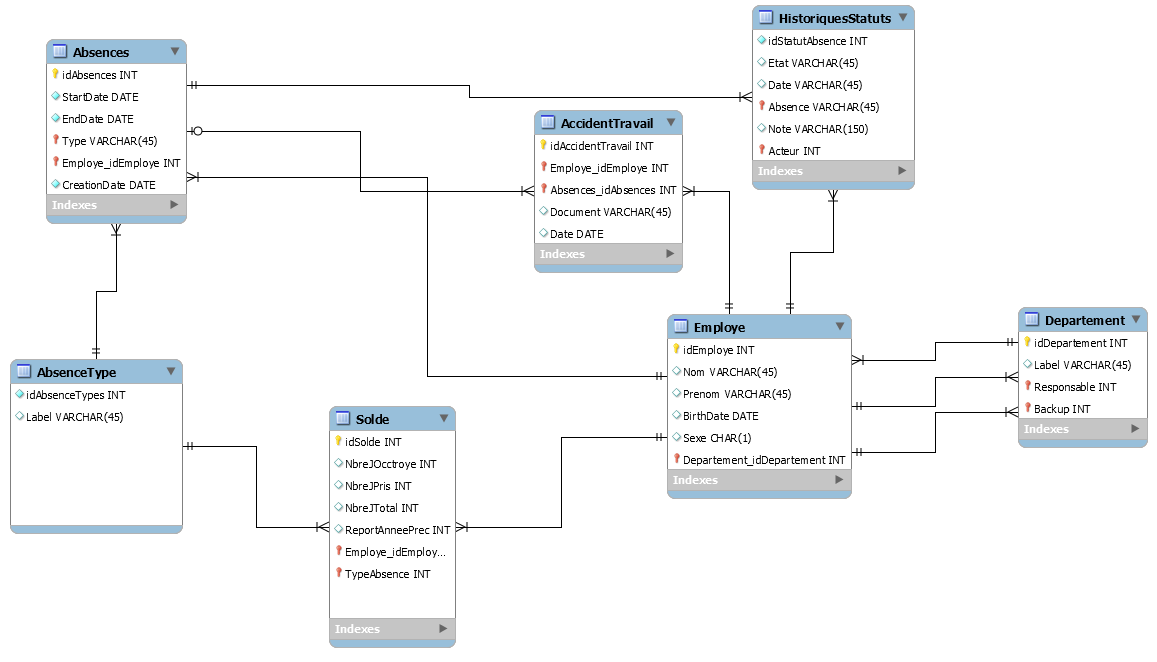 Absences
idAbsences INT
StartDate DATE
EndDate DATE
Type VARCHAR(45)
Employe_idEmploye INT
CreationDate DATE
Indexes
HistoriquesStatuts
idStatutAbsence INT
Etat VARCHAR(45)
Date VARCHAR(45)
Absence VARCHAR(45)
Note VARCHAR(150)
Acteur INT
Indexes
AccidentTravail
idAccidentTravail INT
Employe_idEmploye INT
Absences_idAbsences INT
Document VARCHAR(45)
Date DATE
Indexes
AbsenceType
idAbsenceTypes INT
Label VARCHAR(45)
Solde
idSolde INT
NbreJOcctroye INT
NbreJPris INT
NbreJTotal INT
ReportAnneePrec INT
Employe_idEmploy...
TypeAbsence INT
Indexes
Employe
idEmploye INT
Nom VARCHAR(45)
Prenom VARCHAR(45)
BirthDate DATE
Sexe CHAR(1)
Departement_idDepartement INT
Indexes
Departement
idDepartement INT
Label VARCHAR(45)
Responsable INT
Backup INT
Indexes